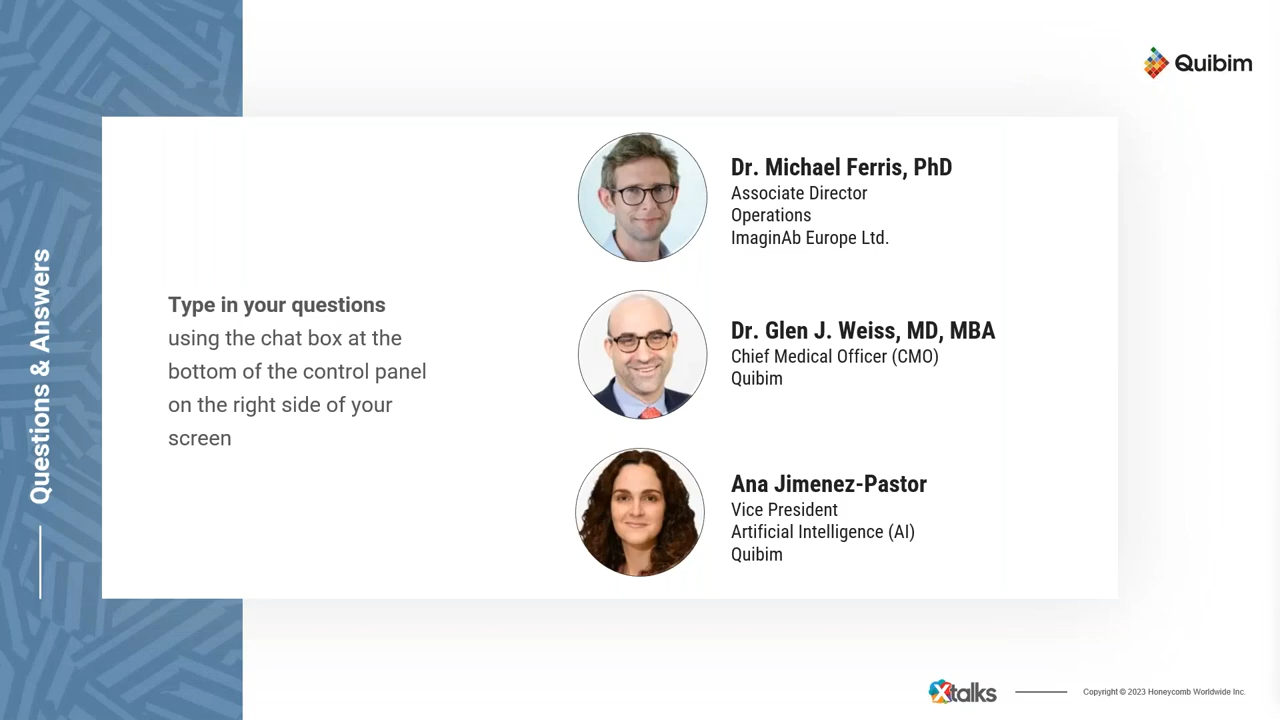 Quibim
Questions & Answers
Type in your questions
using the chat box at the
bottom of the control panel
on the right side of your
screen
Dr. Michael Ferris, PhD
Associate Director
Operations
ImaginAb Europe Ltd.
Dr. Glen J. Weiss, MD, MBA
Chief Medical Officer (CMO)
Quibim
Ana Jimenez-Pastor
Vice President
Artificial Intelligence (AI)
Quibim
Xtalks
Copyright © 2023 Honeycomb Worldwide Inc.